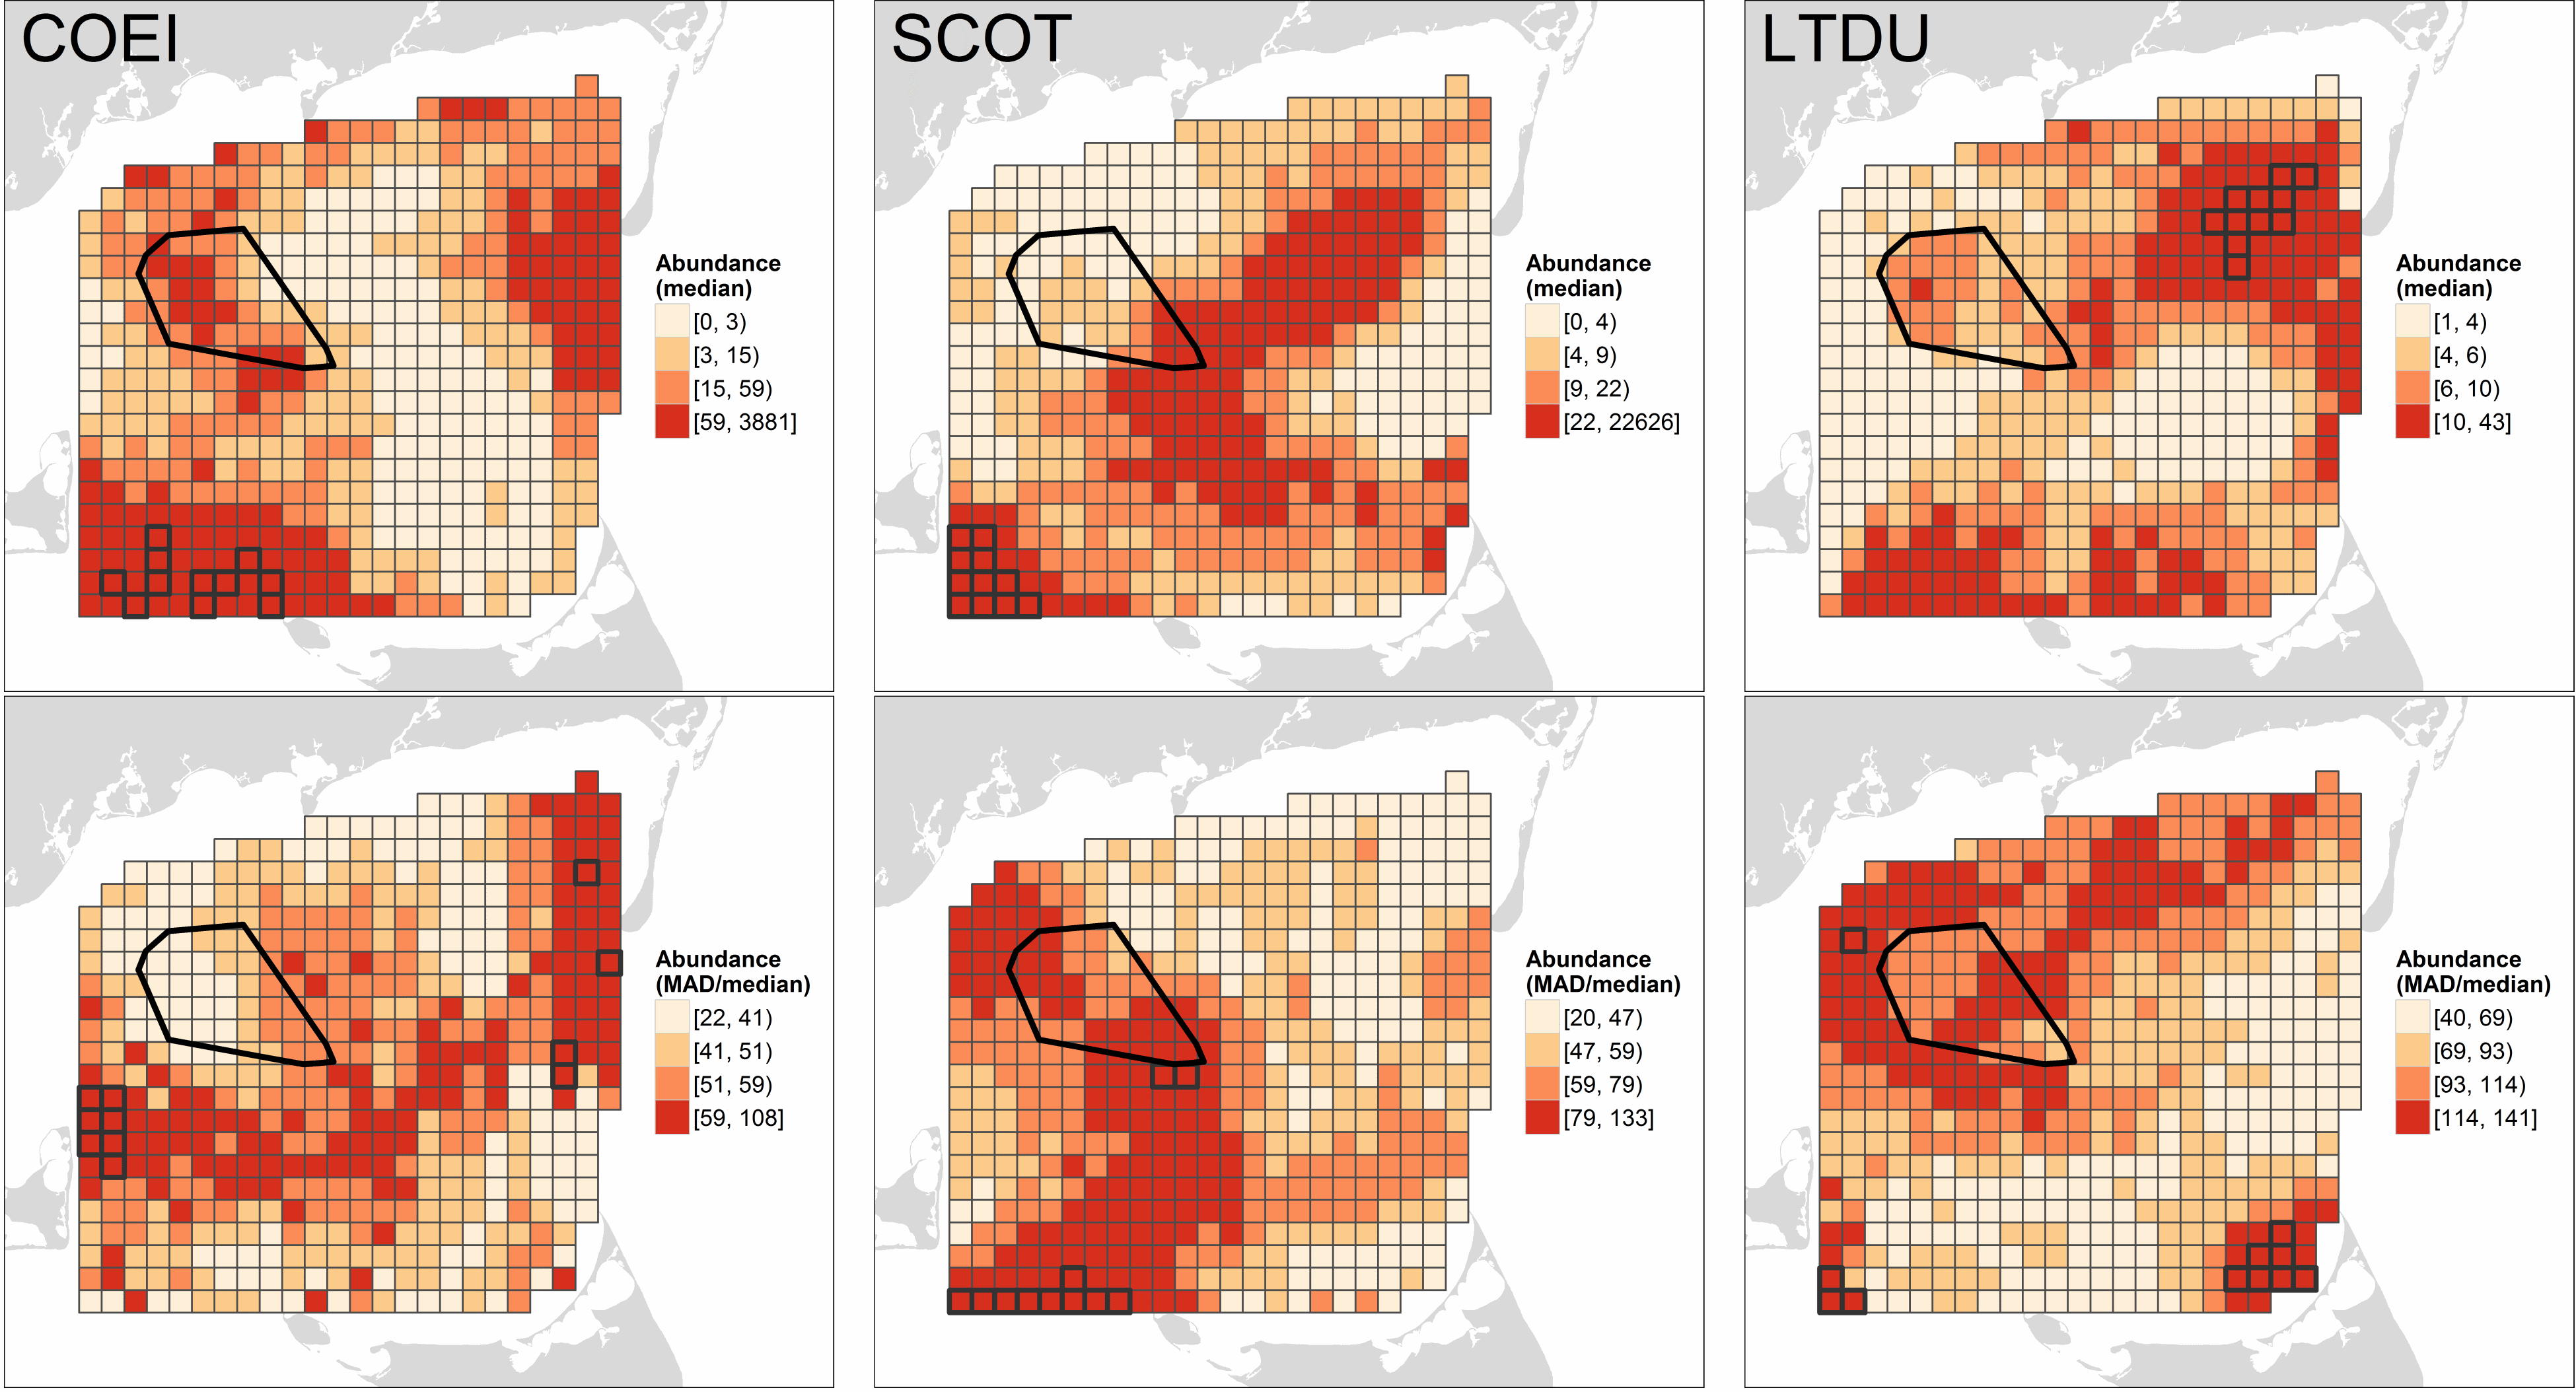 COEI
Abundance
(median)
[0, 3)
[3, 15)
[15, 59)
[59, 3881]
SCOT
Abundance
(median)
[0, 4)
[4, 9)
[9, 22)
[22, 22626]
LTDU
Abundance
(median)
[1, 4)
[4, 6)
[6, 10)
[10, 43]
Abundance
(MAD/median)
[22, 41)
[41, 51)
[51, 59)
[59, 108]
Abundance
(MAD/median)
[20, 47)
[47, 59)
[59, 79)
[79, 133]
Abundance
(MAD/median)
[40, 69)
[69, 93)
[93, 114)
[114, 141]